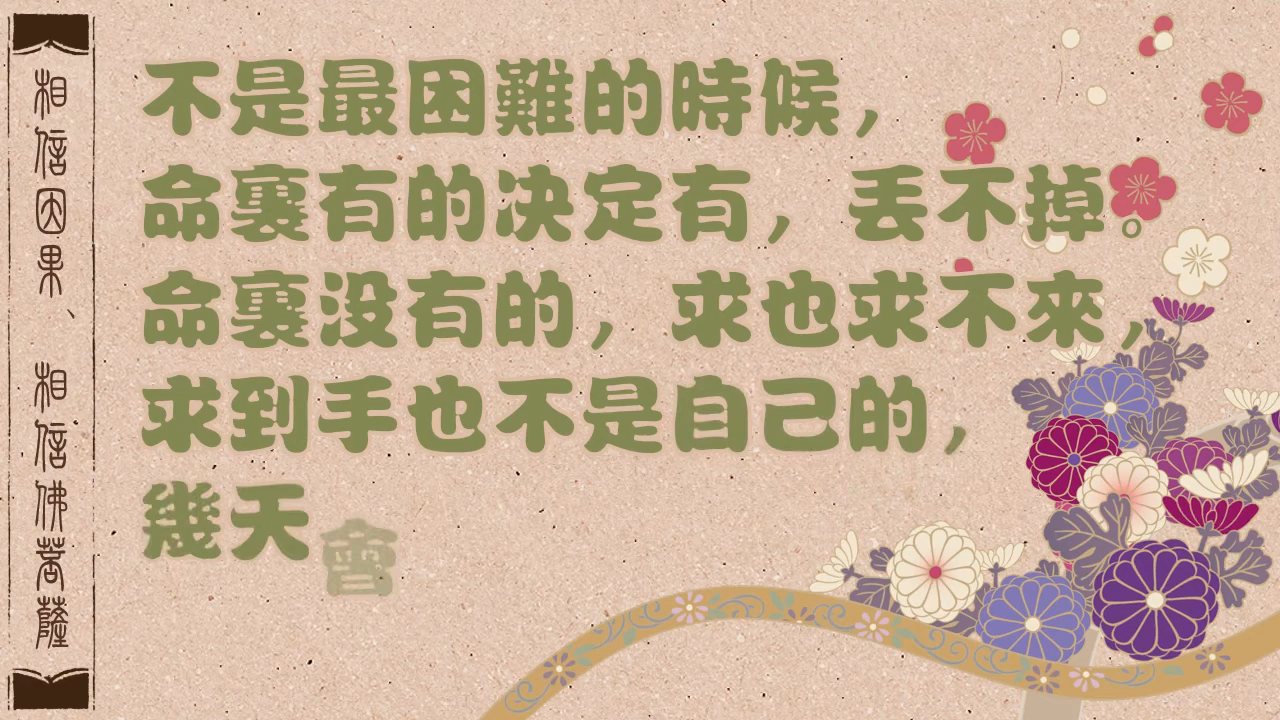 相信因果、相信佛菩薩
不是最困難的時候，
命裏有的決定有，丟不掉。
命裏没有的，求也求不來，
求到手也不是自己的，
幾天會